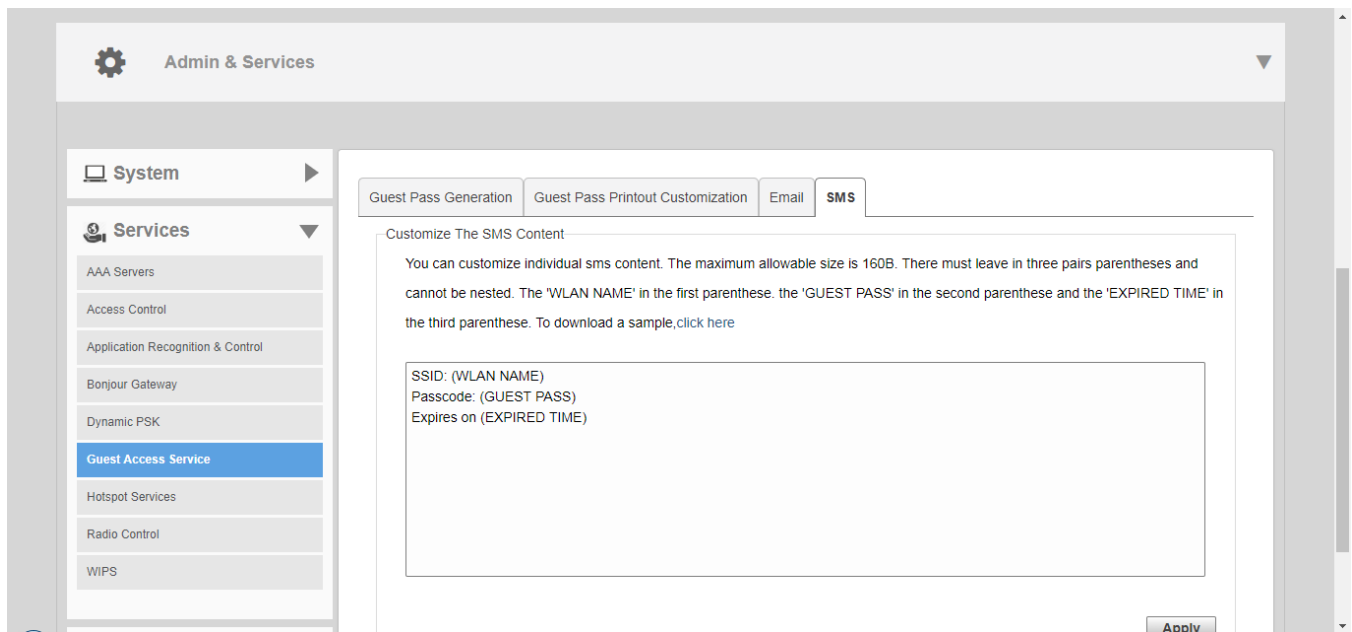 Admin & Services
System
Services
AAA Servers
Access Control
Application Recognition & Control
Bonjour Gateway
Dynamic PSK
Guest Access Service
Hotspot Services
Radio Control
WIPS
Guest Pass Generation
Guest Pass Printout Customization
Email
SMS
Customize The SMS Content
You can customize individual sms content. The maximum allowable size is 160B. There must leave in three pairs parentheses and
cannot be nested. The 'WLAN NAME' in the first parenthese. the 'GUEST PASS' in the second parenthese and the 'EXPIRED TIME' in
the third parenthese. To download a sample,click here
SSID: (WLAN NAME)
Passcode: (GUEST PASS)
Expires on (EXPIRED TIME)
Apply